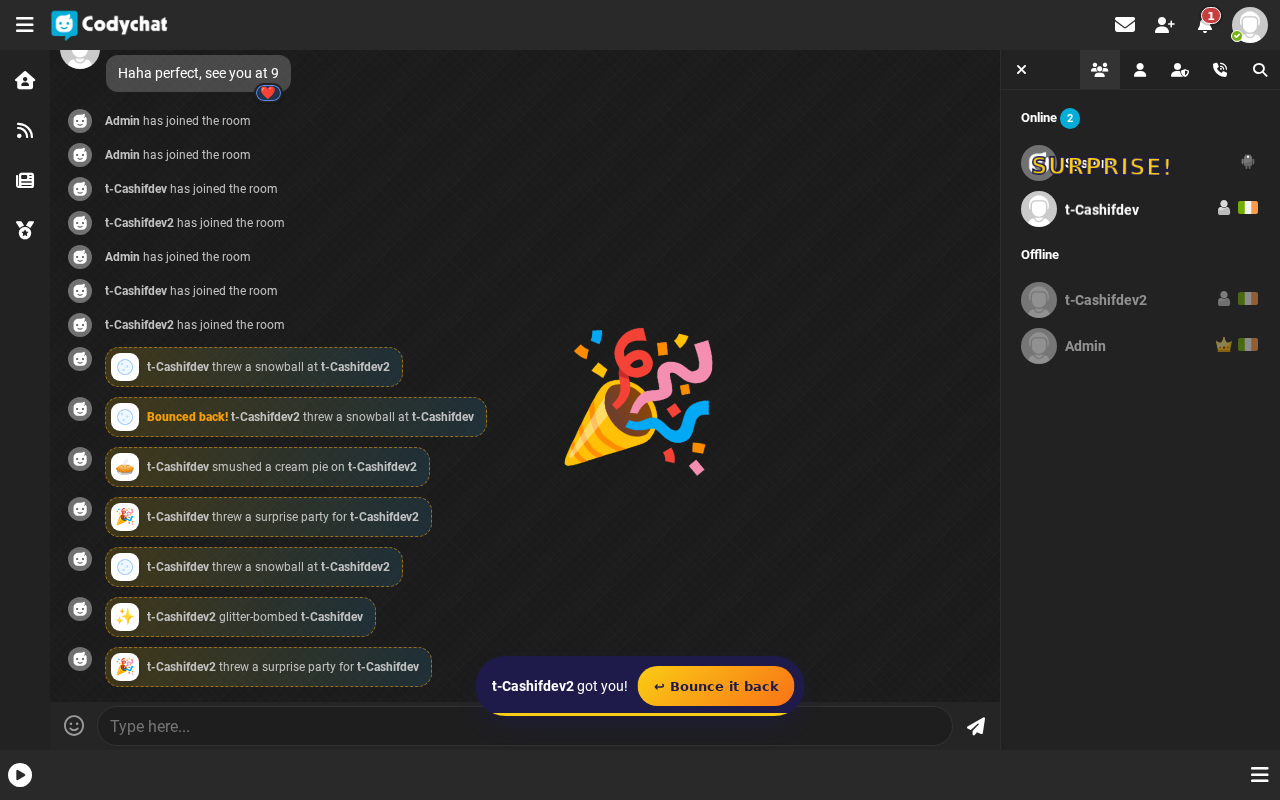 Codychat
1
Haha perfect, see you at 9
Admin has joined the room
Admin has joined the room
t-Cashifdev has joined the room
t-Cashifdev2 has joined the room
Admin has joined the room
t-Cashifdev has joined the room
t-Cashifdev2 has joined the room
t-Cashifdev threw a snowball at t-Cashifdev2
Bounced back! t-Cashifdev2 threw a snowball at t-Cashifdev
t-Cashifdev smushed a cream pie on t-Cashifdev2
t-Cashifdev threw a surprise party for t-Cashifdev2
t-Cashifdev threw a snowball at t-Cashifdev2
t-Cashifdev2 glitter-bombed t-Cashifdev
t-Cashifdev2 threw a surprise party for t-Cashifdev
t-Cashifdev2 got you!
↩ Bounce it back
Type here...
Online 2
SURPRISE!
t-Cashifdev
Offline
t-Cashifdev2
Admin